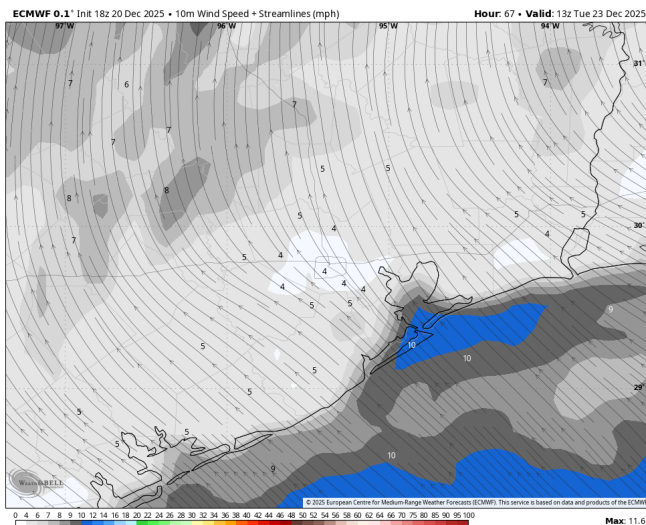 ECMWF 0.1° Init 18z 20 Dec 2025 • 10m Wind Speed + Streamlines (mph)
Hour: 67 • Valid: 13z Tue 23 Dec 2025
97°W 96°W 95°W 94°W
31°
7 6 7
7
7 7
5 5
8
8
5 5 5
4 4
30°
7
5 4
4
4 4 4
5 5
9
10
5
10
5
29°
5
5
5
5
10
9
WeatherBELL
© 2025 European Centre for Medium-Range Weather Forecasts (ECMWF). This service is based on data and products of the ECMWF
0 4 6 7 8 9 10 12 14 16 18 20 22 24 26 28 30 32 34 36 38 40 42 44 46 48 50 52 54 56 58 60 62 64 66 70 75 80 85 90 95 100
Max: 11.6